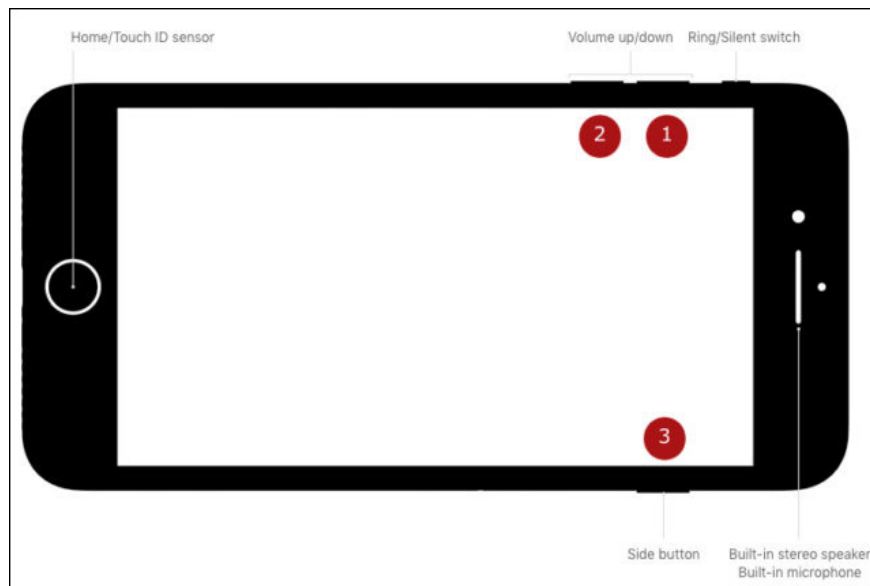 Home/Touch ID sensor
Volume up/down
Ring/Silent switch
2
1
3
Side button
Built-in stereo speaker
Built-in microphone